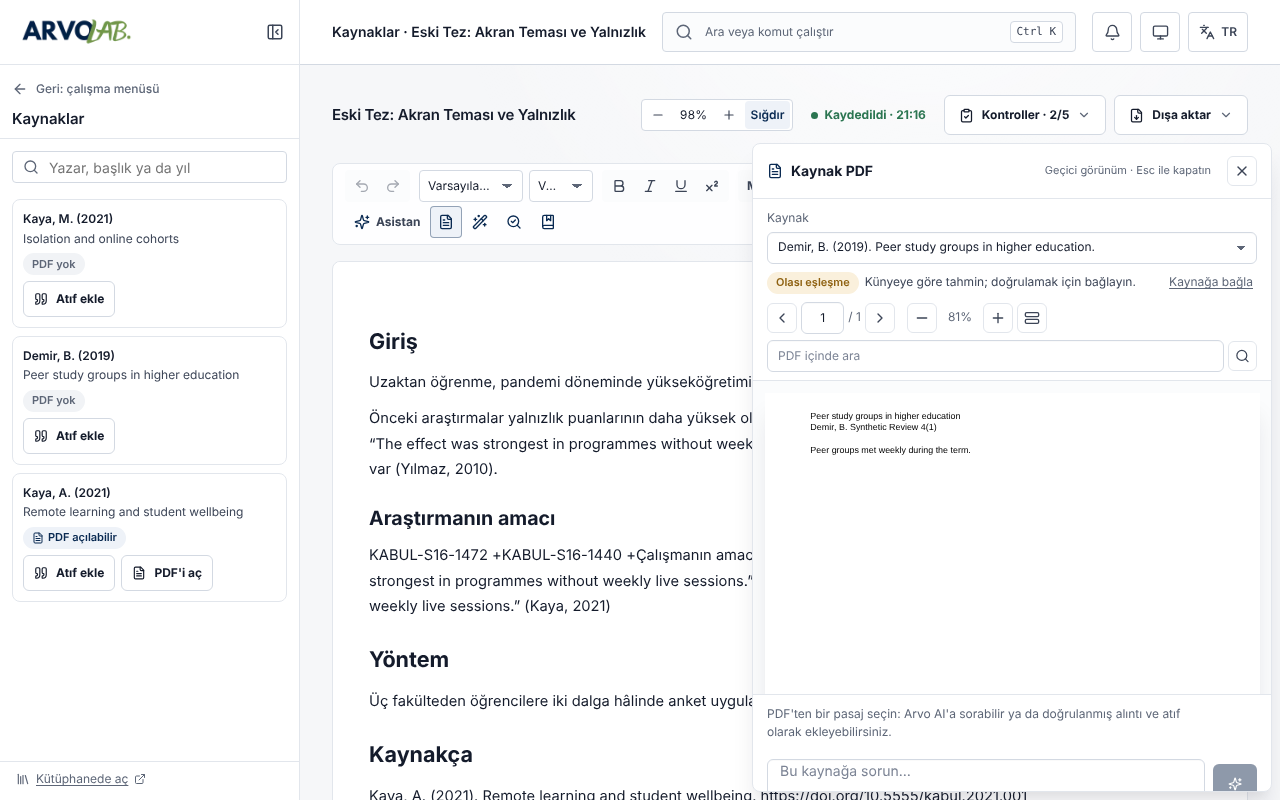 ARVOLAB.
Kaynaklar · Eski Tez: Akran Teması ve Yalnızlık
Ara veya komut çalıştır
Ctrl K
TR
Geri: çalışma menüsü
Kaynaklar
Yazar, başlık ya da yıl
Kaya, M. (2021)
Isolation and online cohorts
PDF yok
Atıf ekle
Demir, B. (2019)
Peer study groups in higher education
PDF yok
Atıf ekle
Kaya, A. (2021)
Remote learning and student wellbeing
PDF açılabilir
Atıf ekle
PDF'i aç
Kütüphanede aç
Eski Tez: Akran Teması ve Yalnızlık
98%
Sığdır
Kaydedildi · 21:16
Kontroller · 2/5
Dışa aktar
Varsayıla...
V...
B I U x²
Asistan
Giriş
Uzaktan öğrenme, pandemi döneminde yükseköğretimi
Önceki araştırmalar yalnızlık puanlarının daha yüksek ol
“The effect was strongest in programmes without week
var (Yılmaz, 2010).
Araştırmanın amacı
KABUL-S16-1472 +KABUL-S16-1440 +Çalışmanın amac
strongest in programmes without weekly live sessions.”
weekly live sessions.” (Kaya, 2021)
Yöntem
Üç fakülteden öğrencilere iki dalga hâlinde anket uygula
Kaynakça
Kaya, A. (2021). Remote learning and student wellbeing. https://doi.org/10.5555/kabul.2021.001
Kaynak PDF
Geçici görünüm · Esc ile kapatın
Kaynak
Demir, B. (2019). Peer study groups in higher education.
Olası eşleşme
Künyeye göre tahmin; doğrulamak için bağlayın.
Kaynağa bağla
1 / 1
81%
PDF içinde ara
Peer study groups in higher education
Demir, B. Synthetic Review 4(1)
Peer groups met weekly during the term.
PDF'ten bir pasaj seçin: Arvo AI'a sorabilir ya da doğrulanmış alıntı ve atıf
olarak ekleyebilirsiniz.
Bu kaynağa sorun...